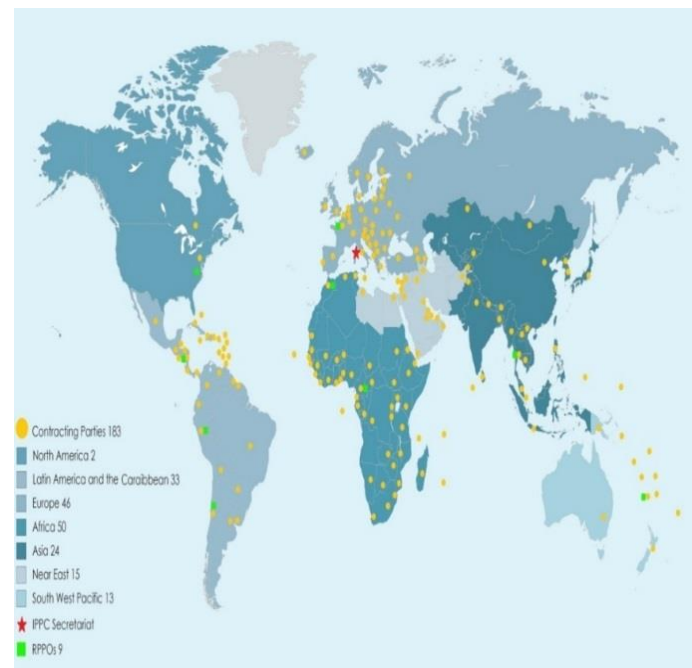 Contracting Parties 183
North America 2
Latin America and the Caraibbean 33
Europe 46
Africa 50
Asia 24
Near East 15
South West Pacific 13
IPPC Secretariat
RPPOs 9